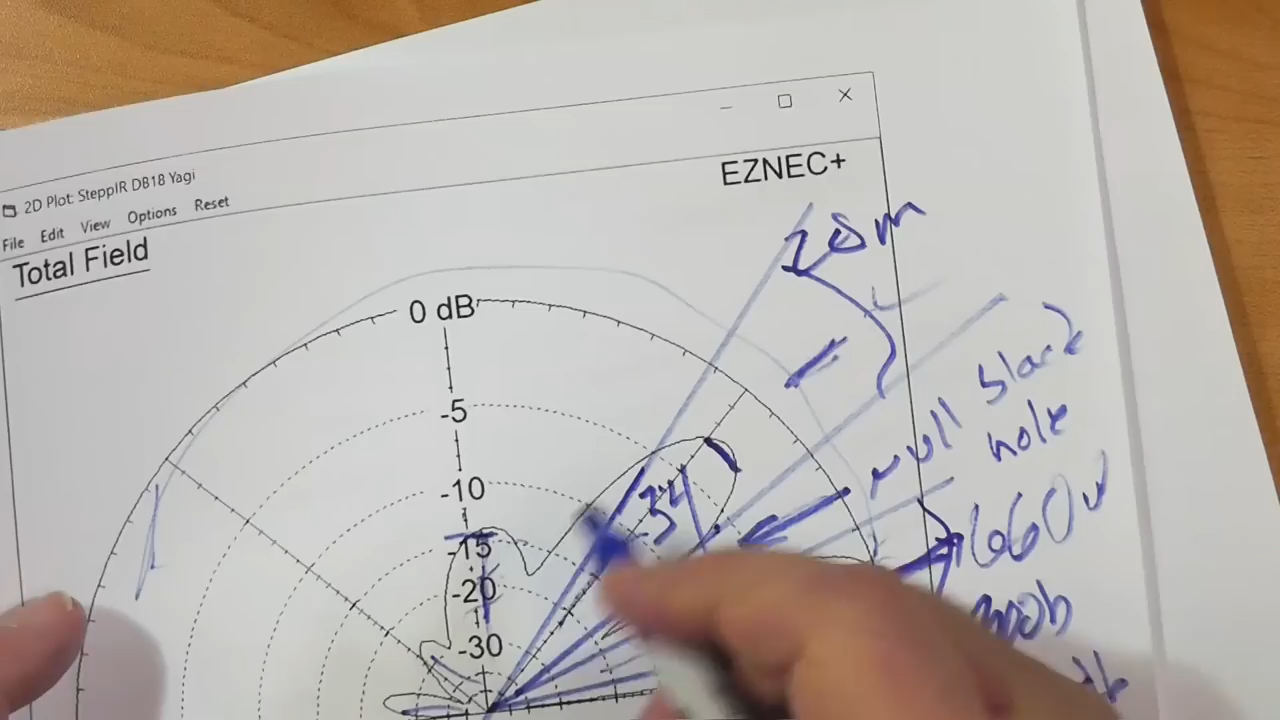 2D Plot: SteppIR DB18 Yagi
File Edit View Options Reset
EZNEC+
Total Field
0 dB
-5
-10
-15
-20
-30
34
null black
hole